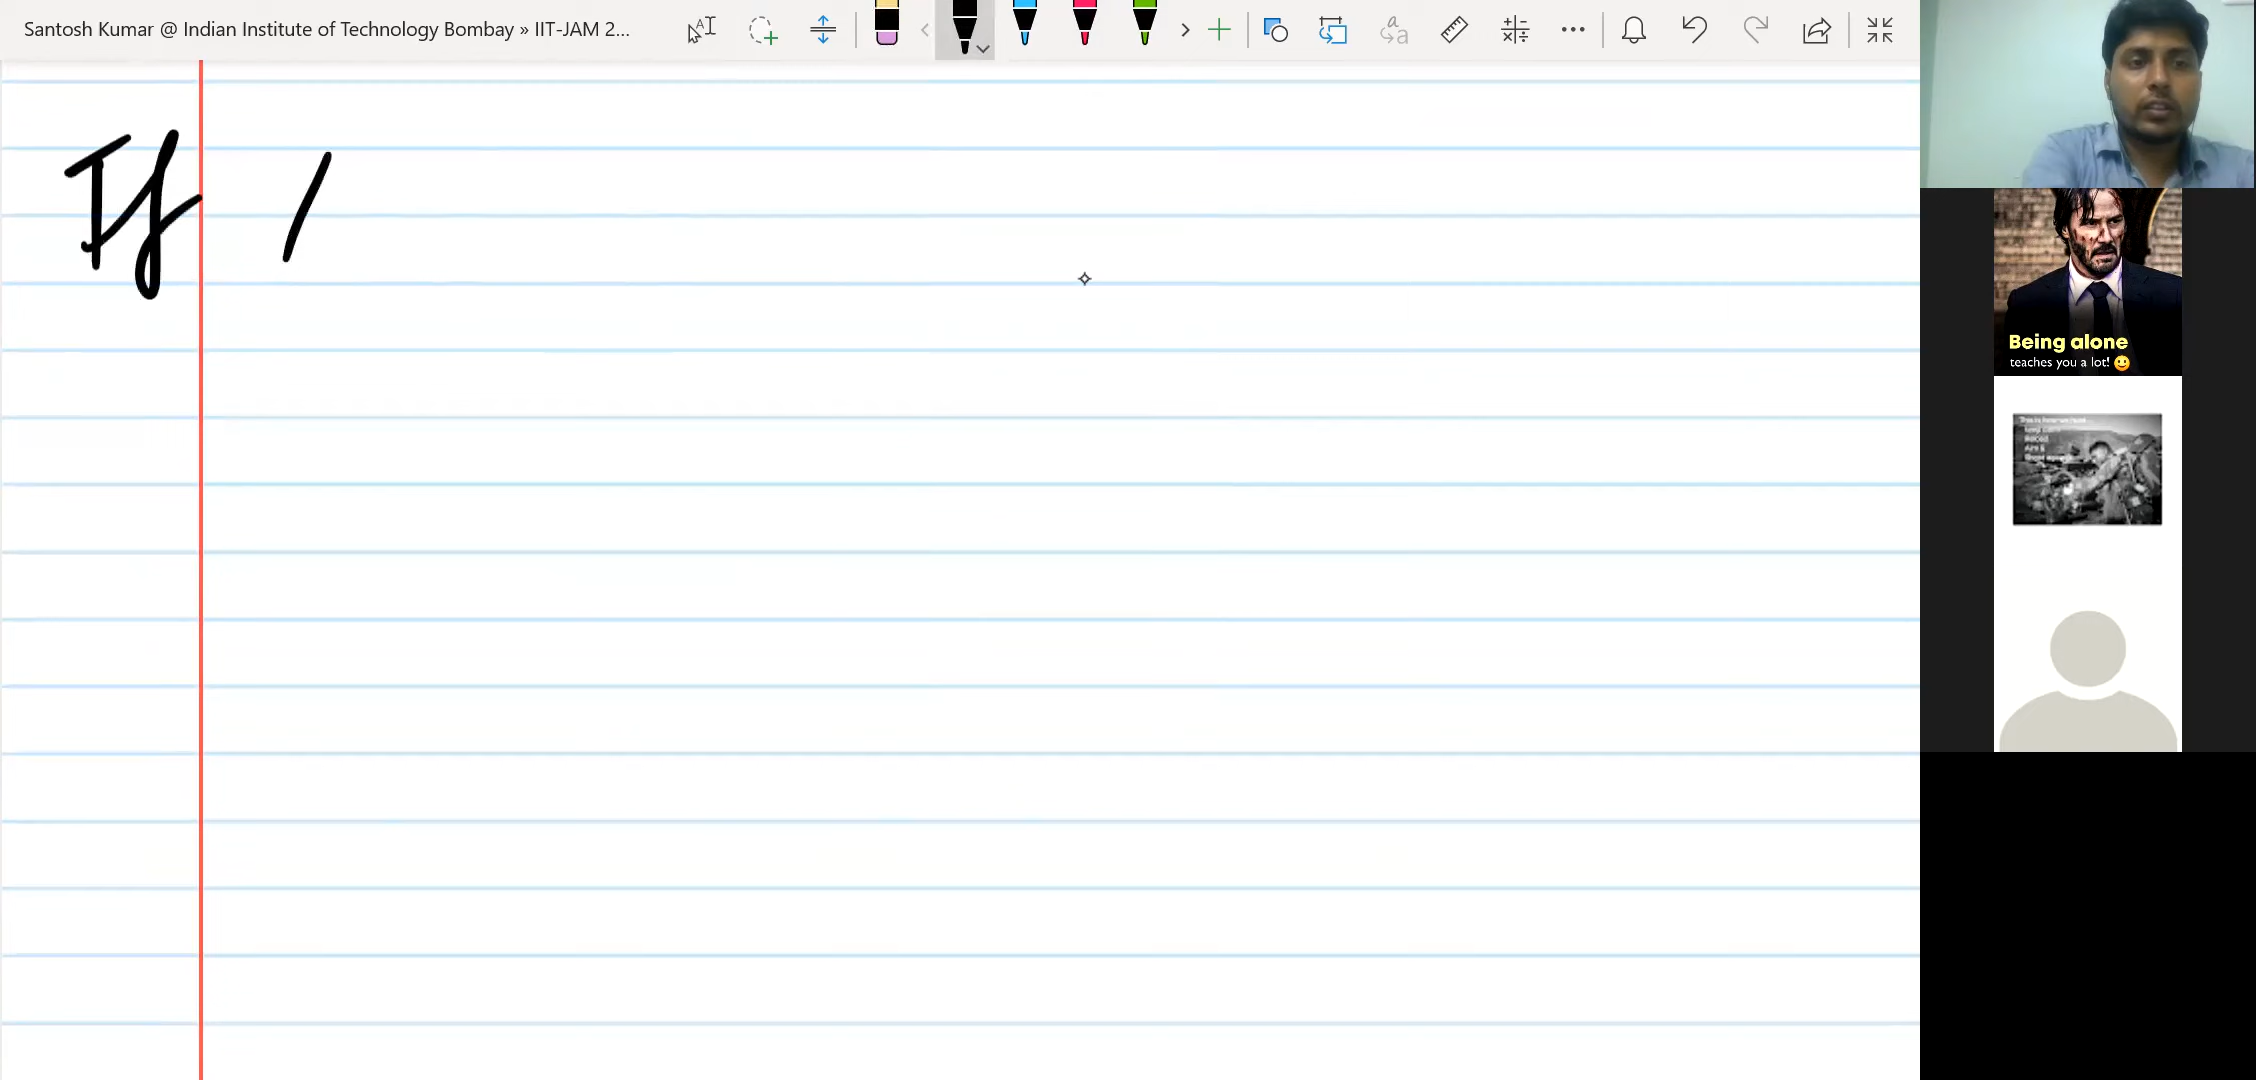 Santosh Kumar @ Indian Institute of Technology Bombay » IIT-JAM 2...
If /
Being alone
teaches you a lot!